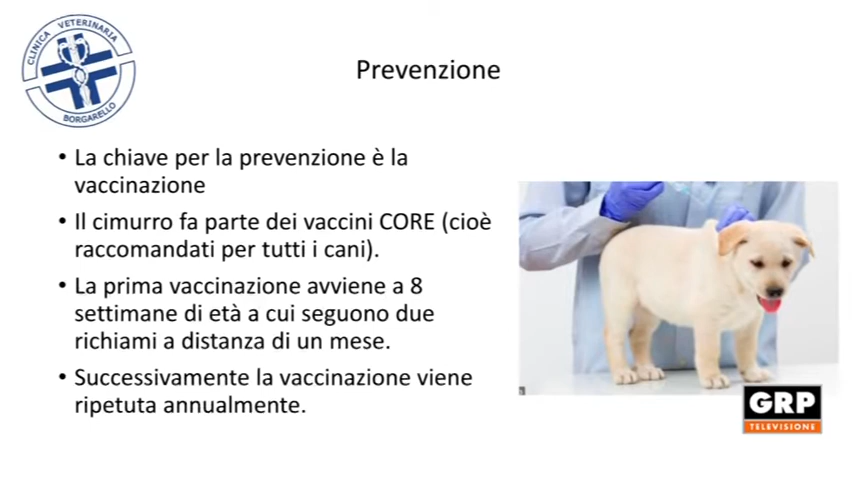 CLINICA VETERINARIA
BORGARELLO
Prevenzione
• La chiave per la prevenzione è la
vaccinazione
• Il cimurro fa parte dei vaccini CORE (cioè
raccomandati per tutti i cani).
• La prima vaccinazione avviene a 8
settimane di età a cui seguono due
richiami a distanza di un mese.
• Successivamente la vaccinazione viene
ripetuta annualmente.
GRP
TELEVISIONE